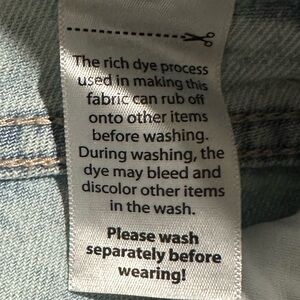 The rich dye process
used in making this
fabric can rub off
onto other items
before washing.
During washing, the
dye may bleed and
discolor other items
in the wash.
Please wash
separately before
wearing!